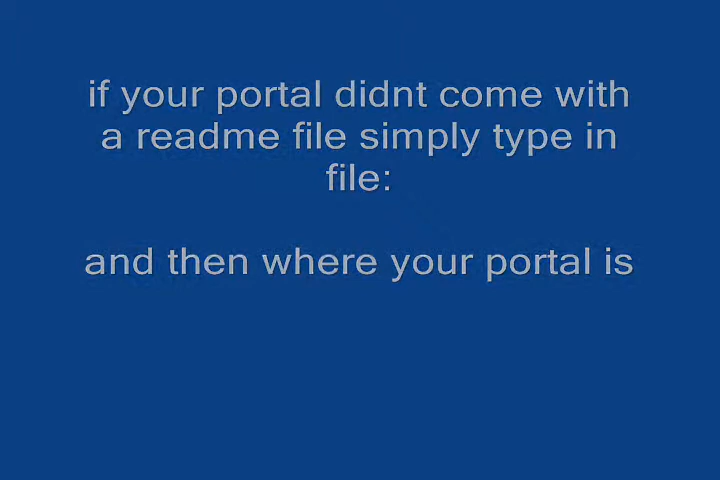 if your portal didnt come with
a readme file simply type in
file:
and then where your portal is